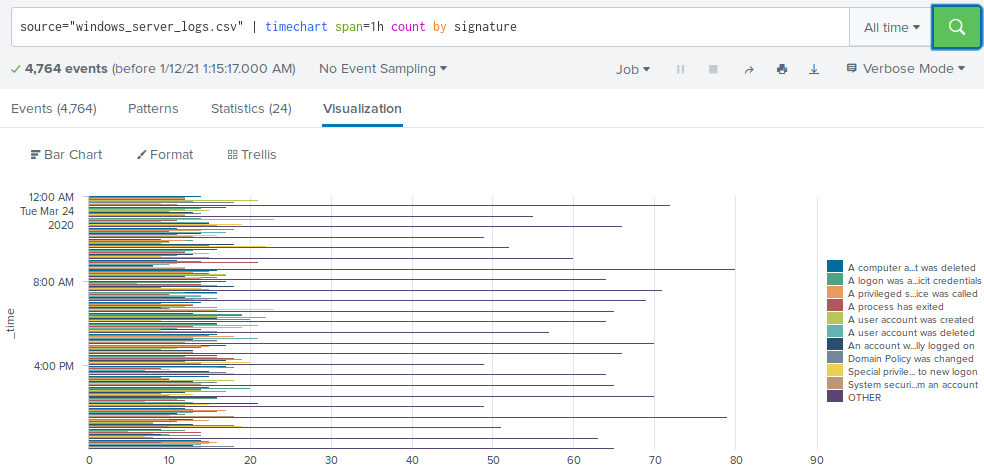 source="windows_server_logs.csv" | timechart span=1h count by signature
All time
4,764 events (before 1/12/21 1:15:17.000 AM)
No Event Sampling
Job
Verbose Mode
Events (4,764)
Patterns
Statistics (24)
Visualization
Bar Chart
Format
Trellis
12:00 AM
Tue Mar 24
2020
8:00 AM
4:00 PM
_time
A computer a...t was deleted
A logon was a...icit credentials
A privileged s...ice was called
A process has exited
A user account was created
A user account was deleted
An account w...lly logged on
Domain Policy was changed
Special privile... to new logon
System securi...m an account
OTHER
0 10 20 30 40 50 60 70 80 90